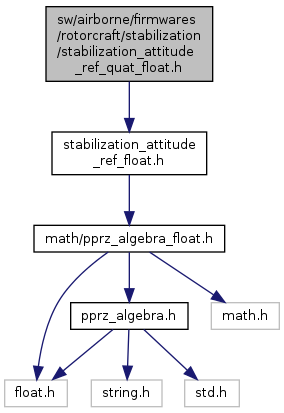 sw/airborne/firmwares
/rotorcraft/stabilization
/stabilization_attitude
_ref_quat_float.h
stabilization_attitude
_ref_float.h
math/pprz_algebra_float.h
pprz_algebra.h
math.h
float.h
string.h
std.h